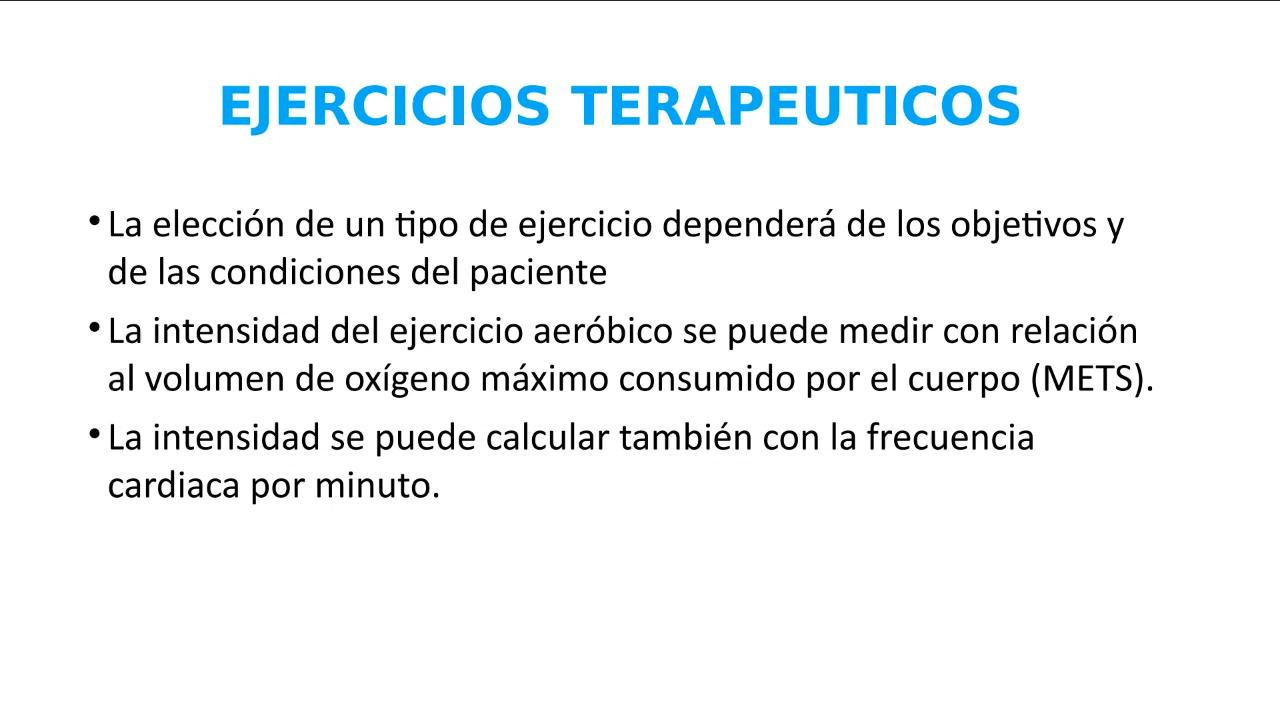 EJERCICIOS TERAPEUTICOS
• La elección de un tipo de ejercicio dependerá de los objetivos y
de las condiciones del paciente
• La intensidad del ejercicio aeróbico se puede medir con relación
al volumen de oxígeno máximo consumido por el cuerpo (METS).
• La intensidad se puede calcular también con la frecuencia
cardiaca por minuto.